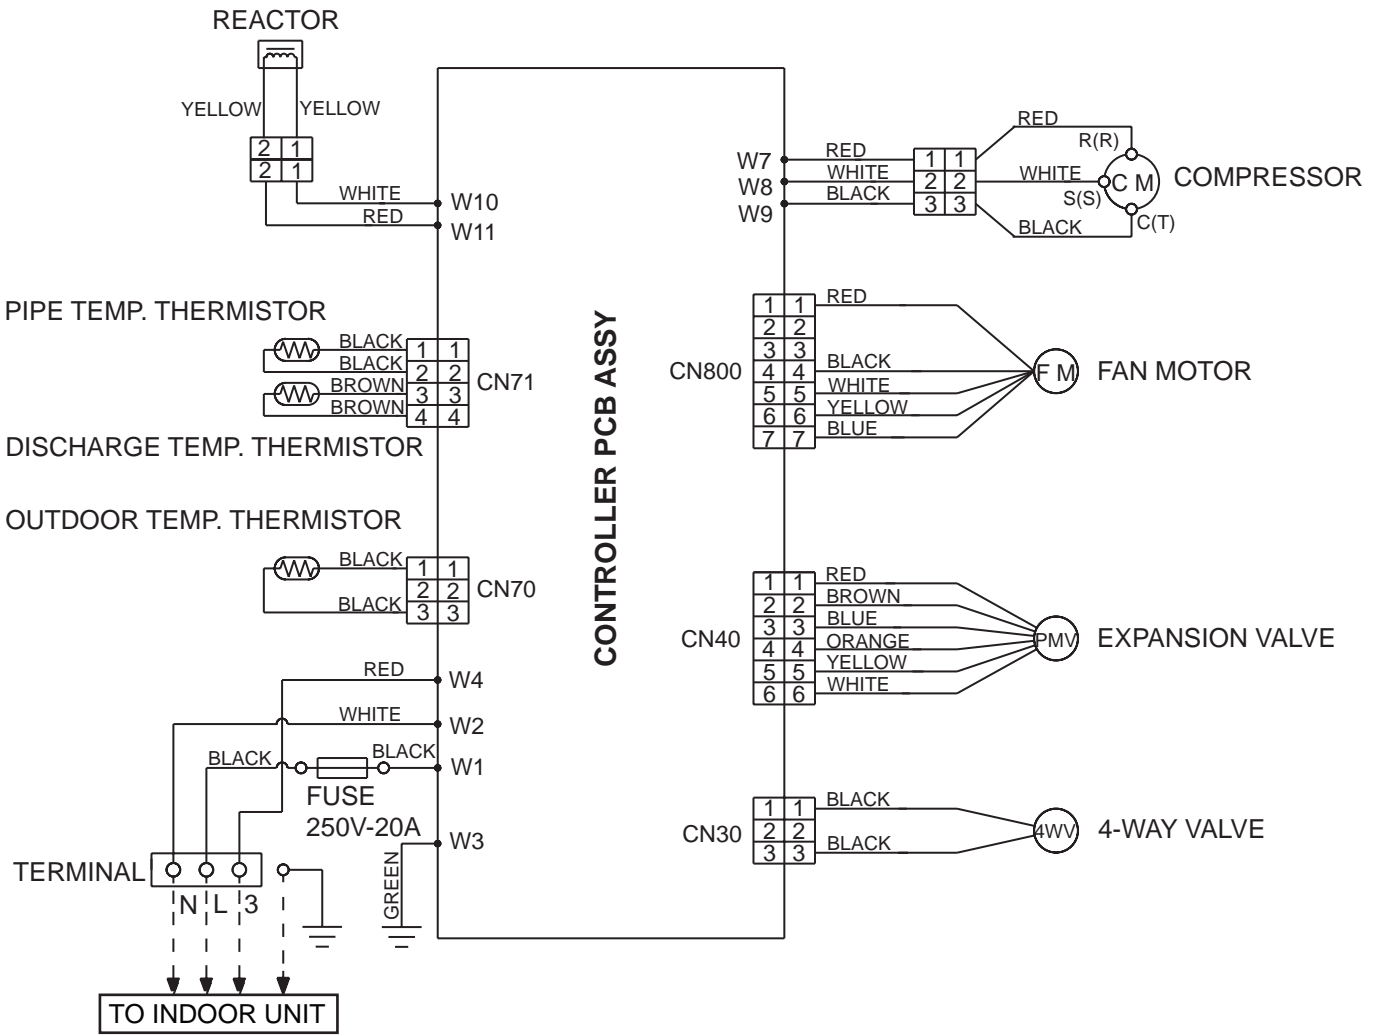 REACTOR
YELLOW YELLOW
2 1
2 1
WHITE W10
RED W11
PIPE TEMP. THERMISTOR
BLACK 1 1
BLACK 2 2
BROWN 3 3
BROWN 4 4
CN71
DISCHARGE TEMP. THERMISTOR
OUTDOOR TEMP. THERMISTOR
BLACK 1 1
2 2
BLACK 3 3
CN70
RED W4
WHITE W2
BLACK BLACK W1
FUSE
250V-20A
W3
GREEN
TERMINAL
N L 3
TO INDOOR UNIT
CONTROLLER PCB ASSY
W7 RED 1 1 RED R(R)
W8 WHITE 2 2 WHITE S(S)
W9 BLACK 3 3 BLACK C(T)
CM
COMPRESSOR
CN800
1 1 RED
2 2
3 3
4 4 BLACK
5 5 WHITE
6 6 YELLOW
7 7 BLUE
FM
FAN MOTOR
CN40
1 1 RED
2 2 BROWN
3 3 BLUE
4 4 ORANGE
5 5 YELLOW
6 6 WHITE
PMV
EXPANSION VALVE
CN30
1 1 BLACK
2 2
3 3 BLACK
4WV
4-WAY VALVE